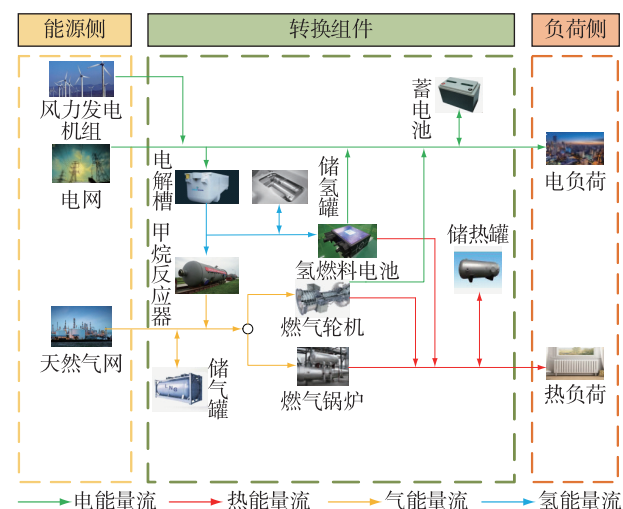 能源侧
转换组件
负荷侧
风力发电
机组
蓄电池
电网
电解槽
储氢罐
电负荷
甲烷反应器
氢燃料电池
储热罐
天然气网
燃气轮机
储气罐
燃气锅炉
热负荷
电能量流
热能量流
气能量流
氢能量流